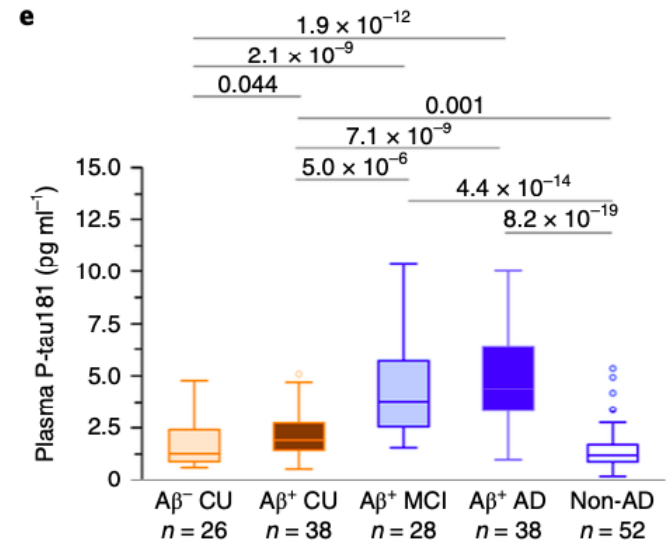 e
1.9 × 10⁻¹²
2.1 × 10⁻⁹
0.044
0.001
7.1 × 10⁻⁹
5.0 × 10⁻⁶
4.4 × 10⁻¹⁴
8.2 × 10⁻¹⁹
Plasma P-tau181 (pg ml⁻¹)
15.0
12.5
10.0
7.5
5.0
2.5
0
Aβ⁻ CU Aβ⁺ CU Aβ⁺ MCI Aβ⁺ AD Non-AD
n = 26 n = 38 n = 28 n = 38 n = 52